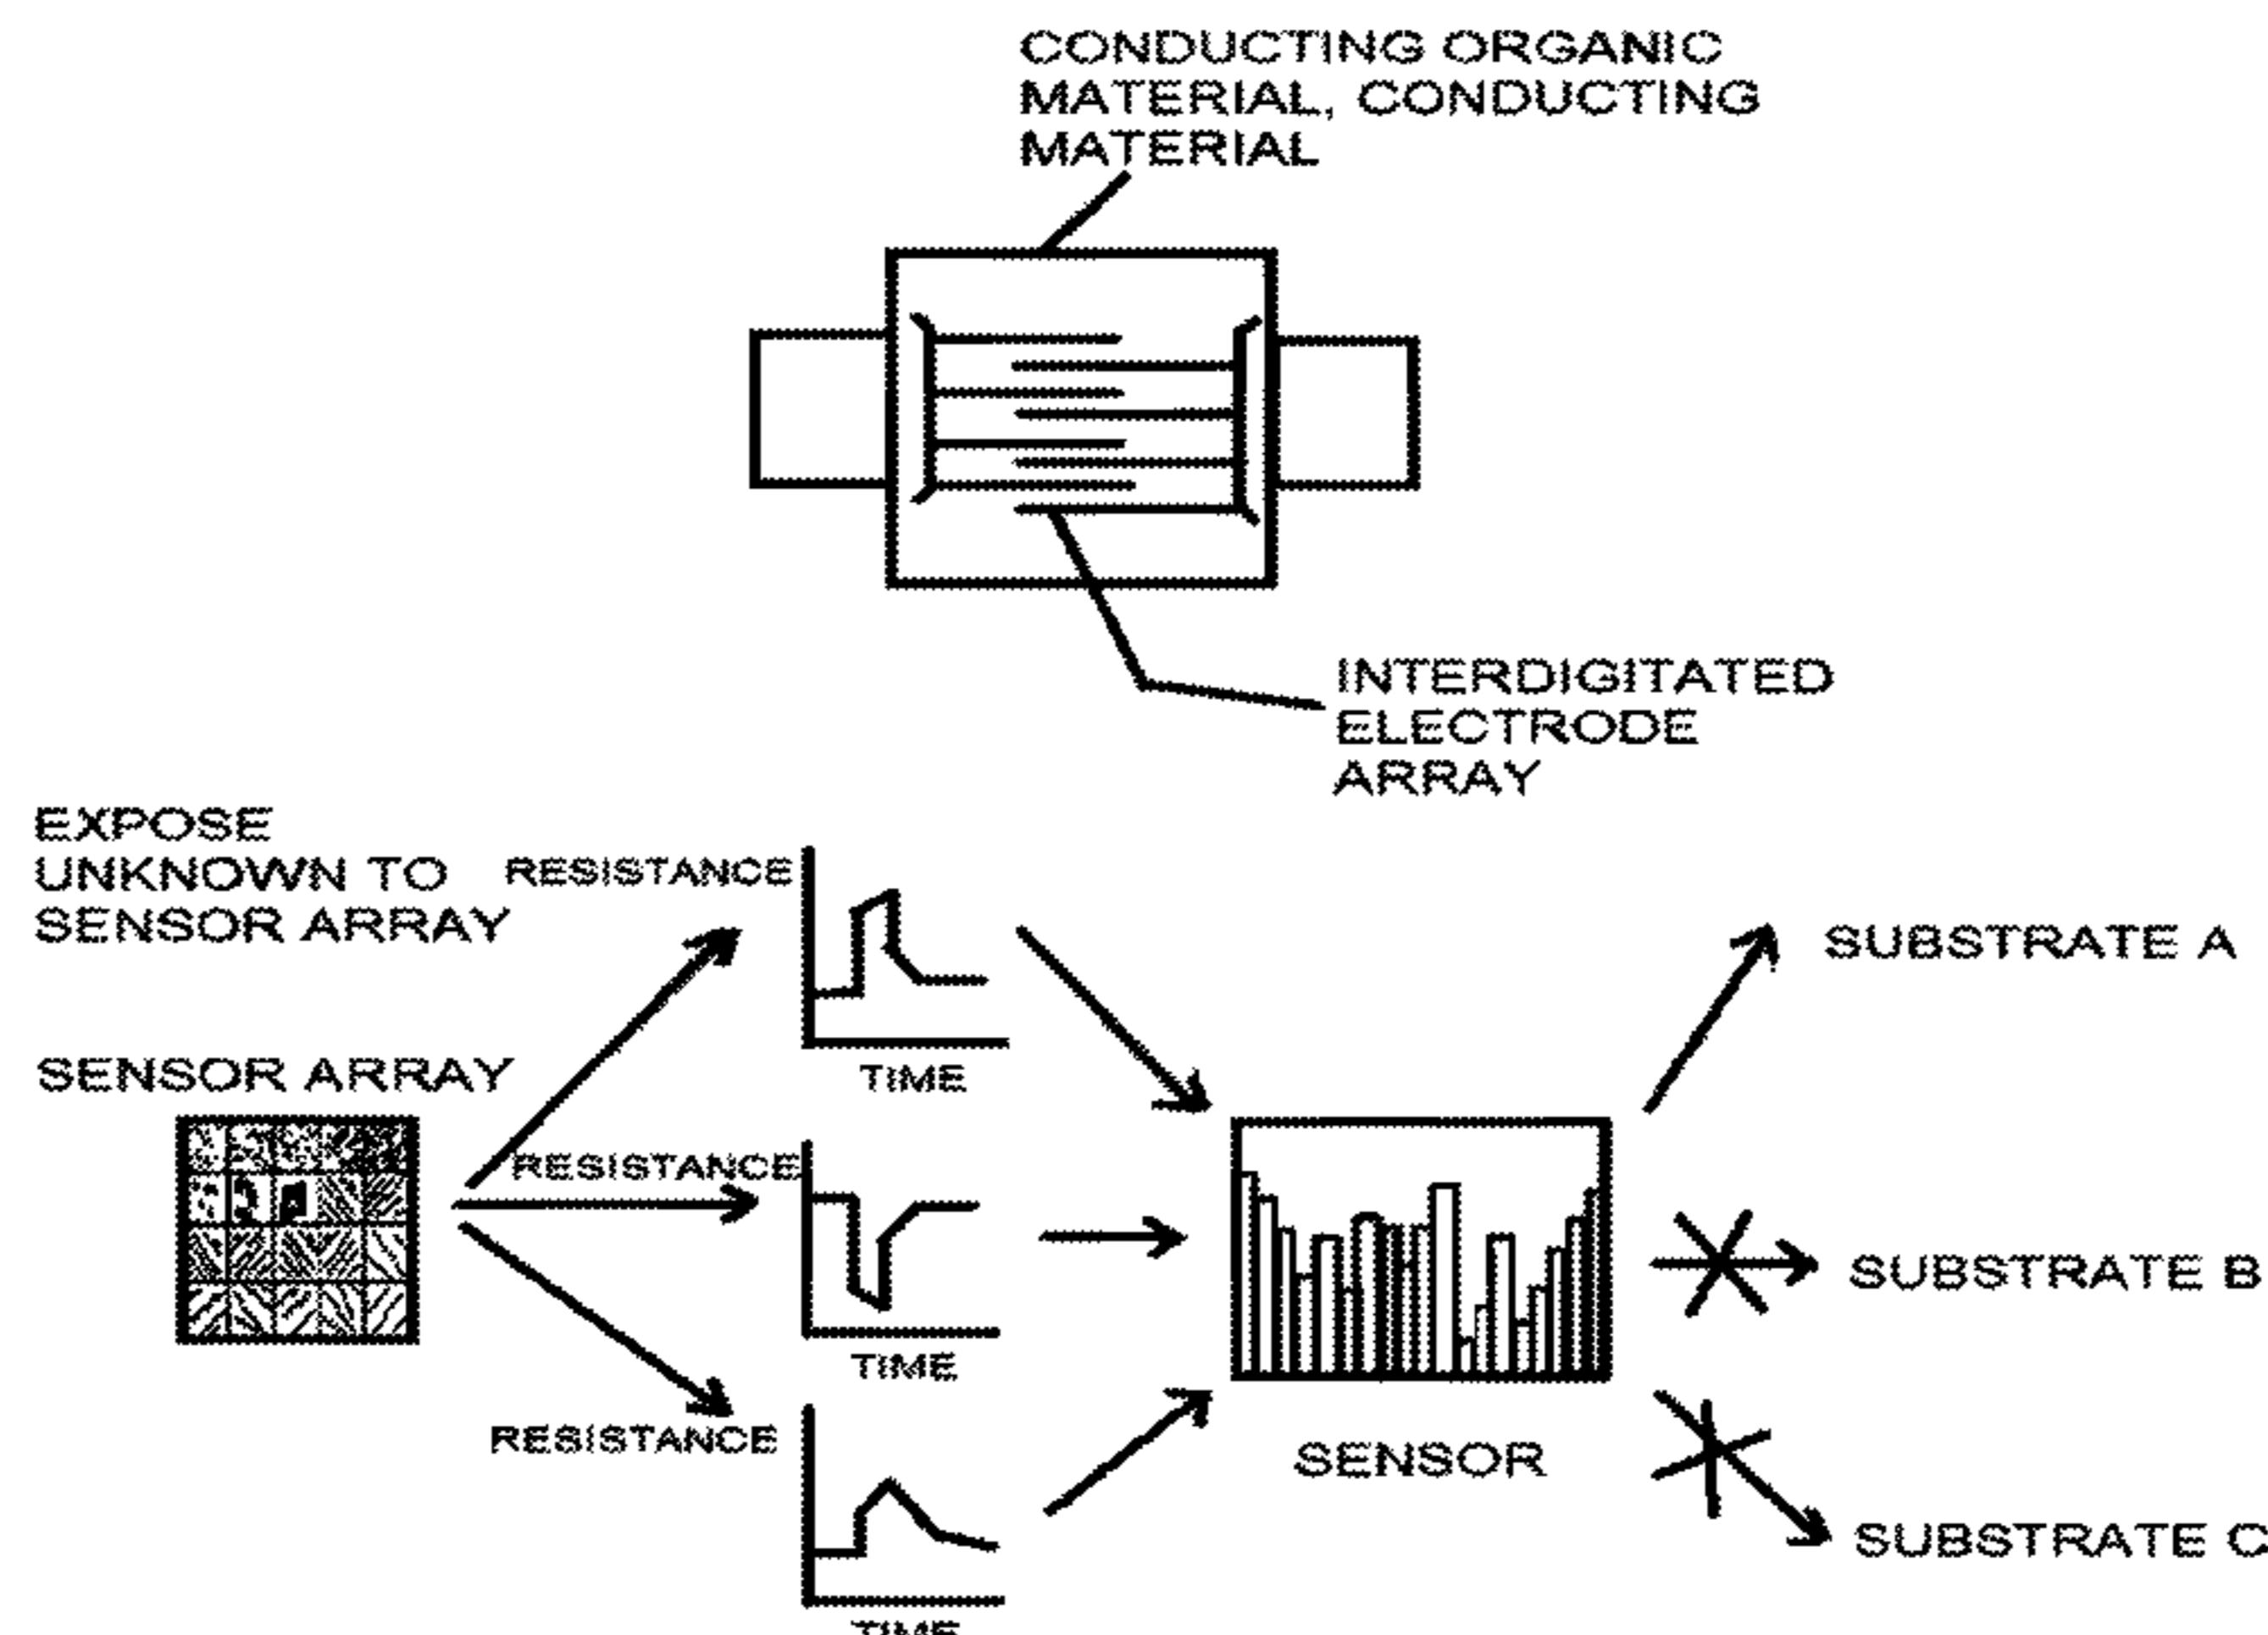 CONDUCTING ORGANIC
MATERIAL, CONDUCTING
MATERIAL
INTERDIGITATED
ELECTRODE
ARRAY
EXPOSE
UNKNOWN TO
SENSOR ARRAY
RESISTANCE
TIME
SENSOR ARRAY
RESISTANCE
TIME
RESISTANCE
TIME
SENSOR
SUBSTRATE A
SUBSTRATE B
SUBSTRATE C